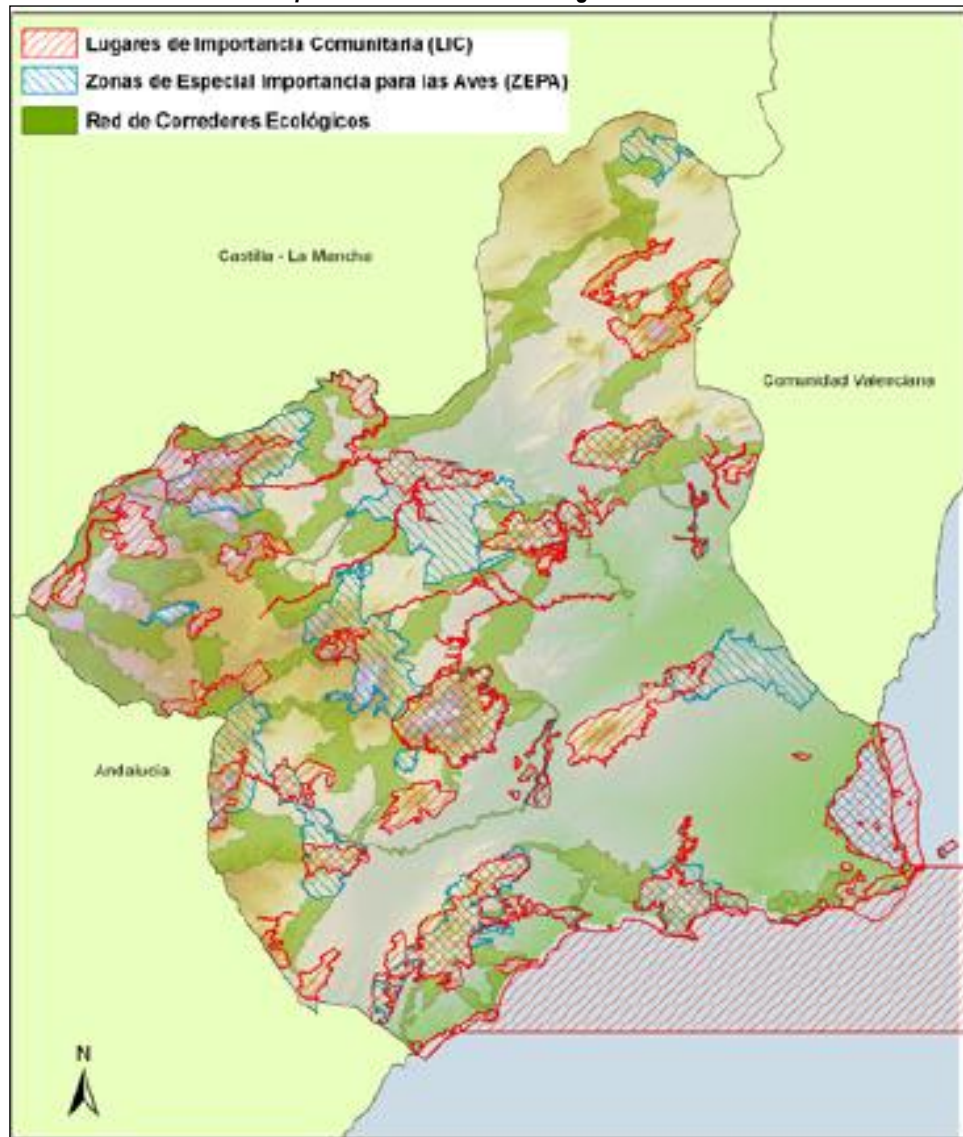 Lugares de Importancia Comunitaria (LIC)
Zonas de Especial Importancia para las Aves (ZEPA)
Red de Correderes Ecológicos
Castilla - La Mancha
Comunidad Valenciana
Andalucía
N